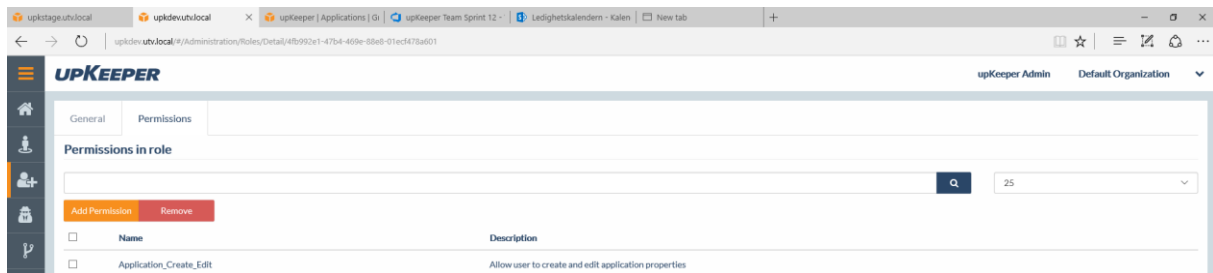 upkstage.utv.local upkdev.utv.local upKeeper | Applications | Gi upKeeper Team Sprint 12 - Ledighetskalendern - Kalen New tab
upkdev.utv.local/#/Administration/Roles/Detail/4fb992e1-47b4-469e-88e8-01ecf478a601
UPKEEPER upKeeper Admin Default Organization
General Permissions
Permissions in role
25
Add Permission Remove
Name Description
Application_Create_Edit Allow user to create and edit application properties